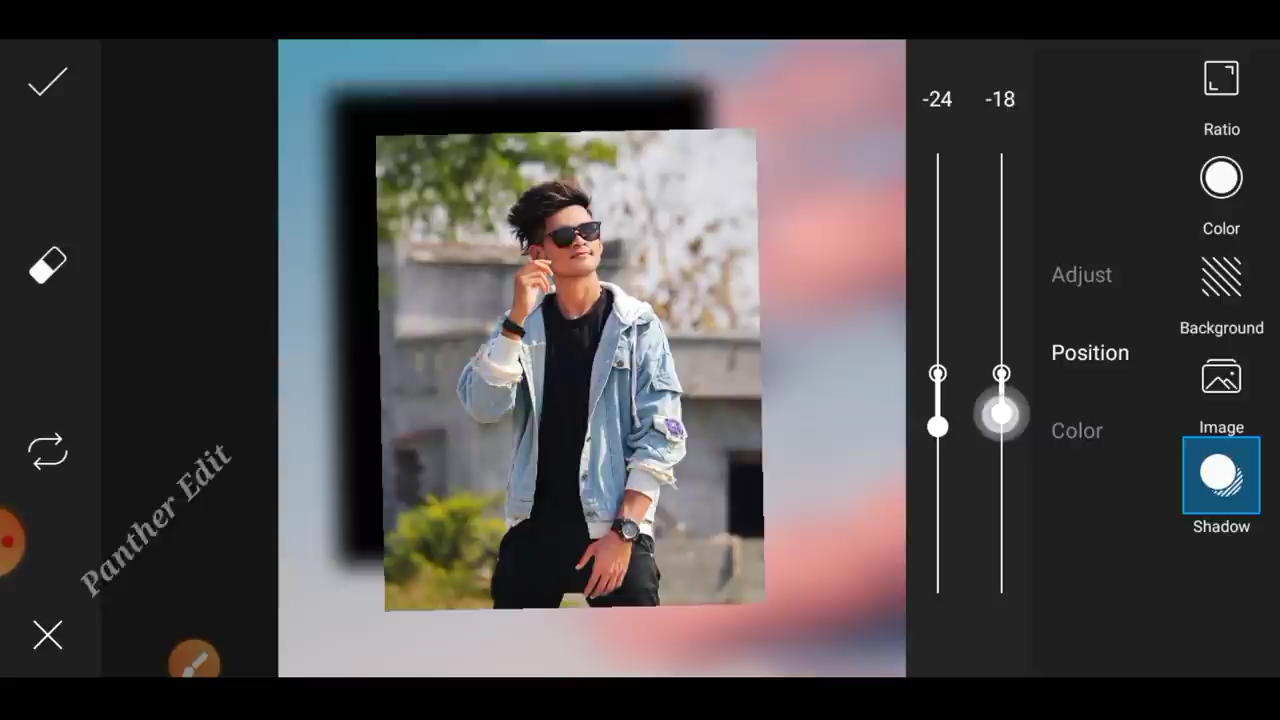 -24 -18
Ratio
Color
Adjust
Background
Position
Image
Color
Shadow
Panther Edit